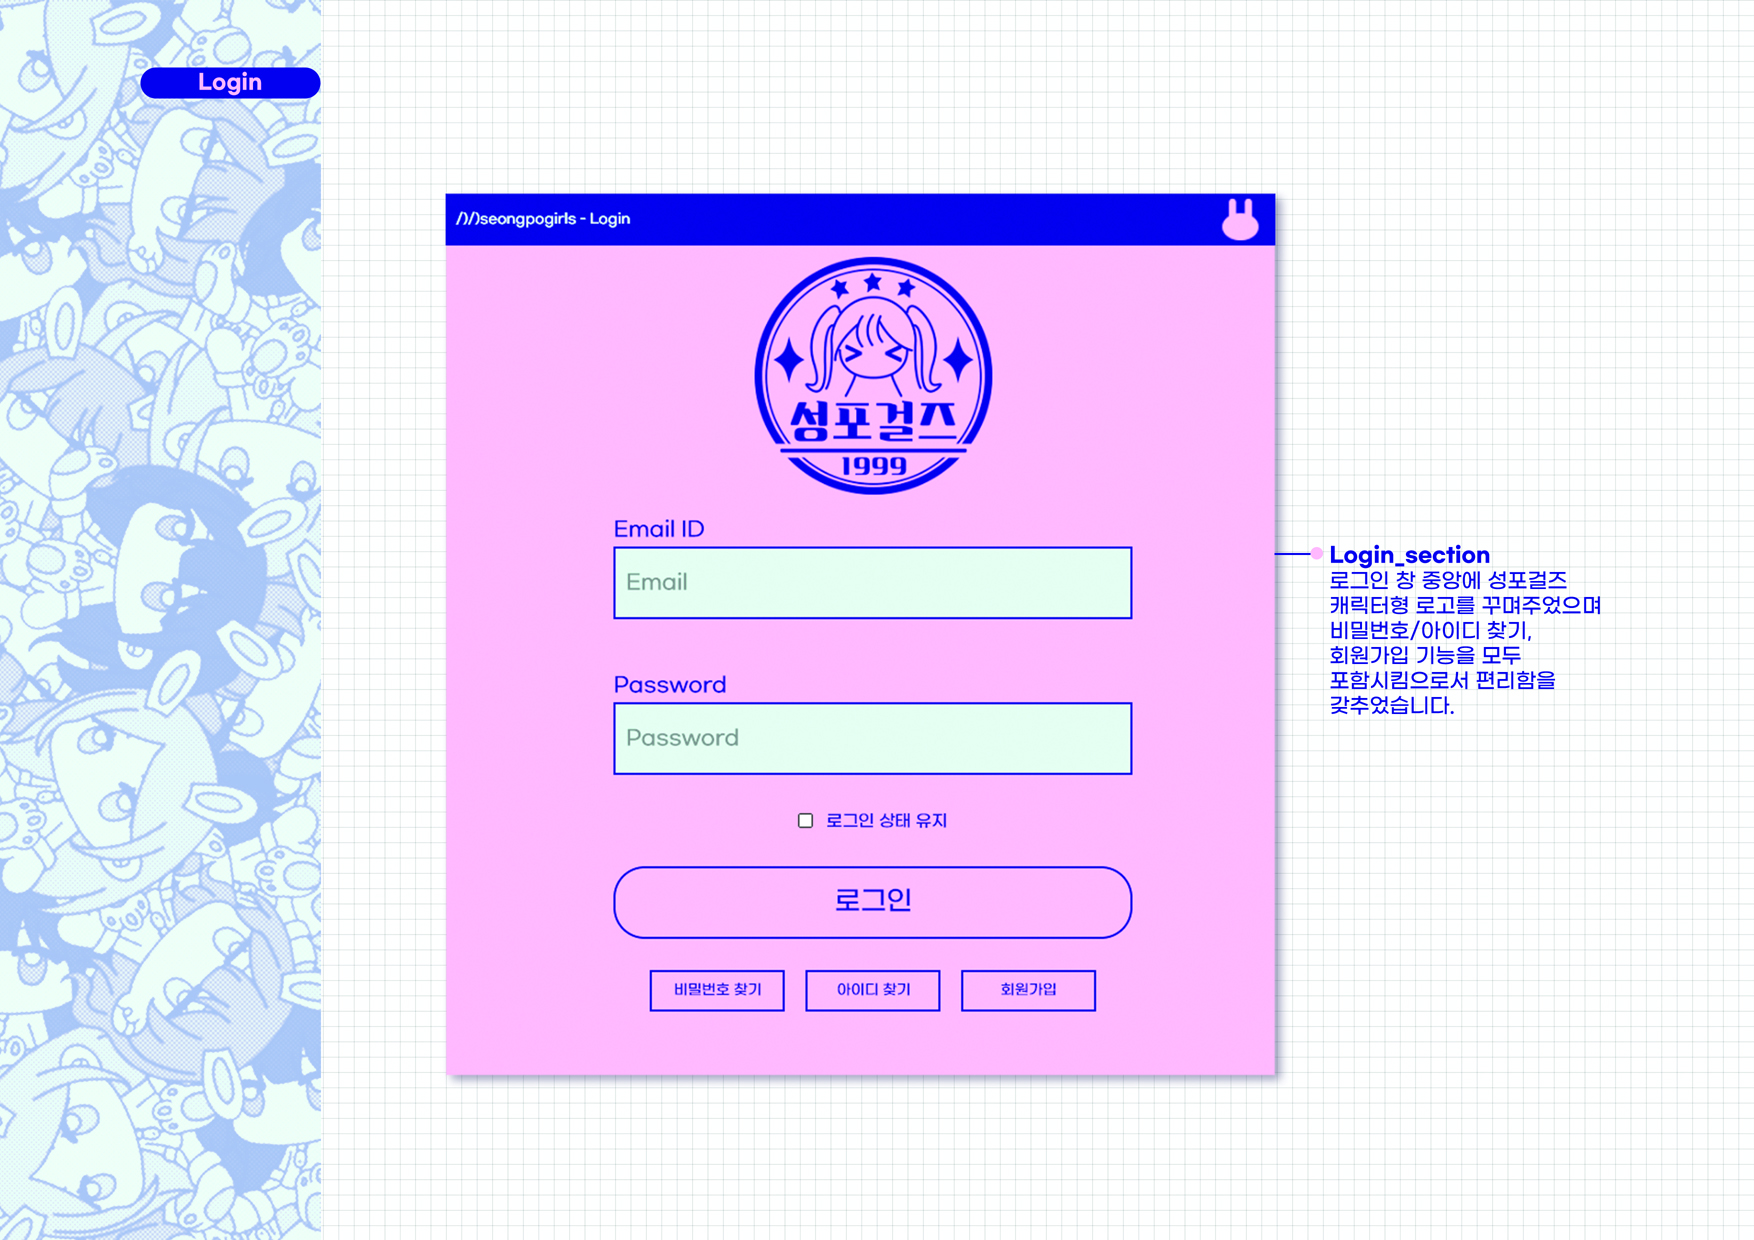 Login
/)/)seongpogirls - Login
성포걸즈
1999
Email ID
Email
Password
Password
로그인 상태 유지
로그인
비밀번호 찾기
아이디 찾기
회원가입
Login_section
로그인 창 중앙에 성포걸즈
캐릭터형 로고를 꾸며주었으며
비밀번호/아이디 찾기,
회원가입 기능을 모두
포함시킴으로서 편리함을
갖추었습니다.